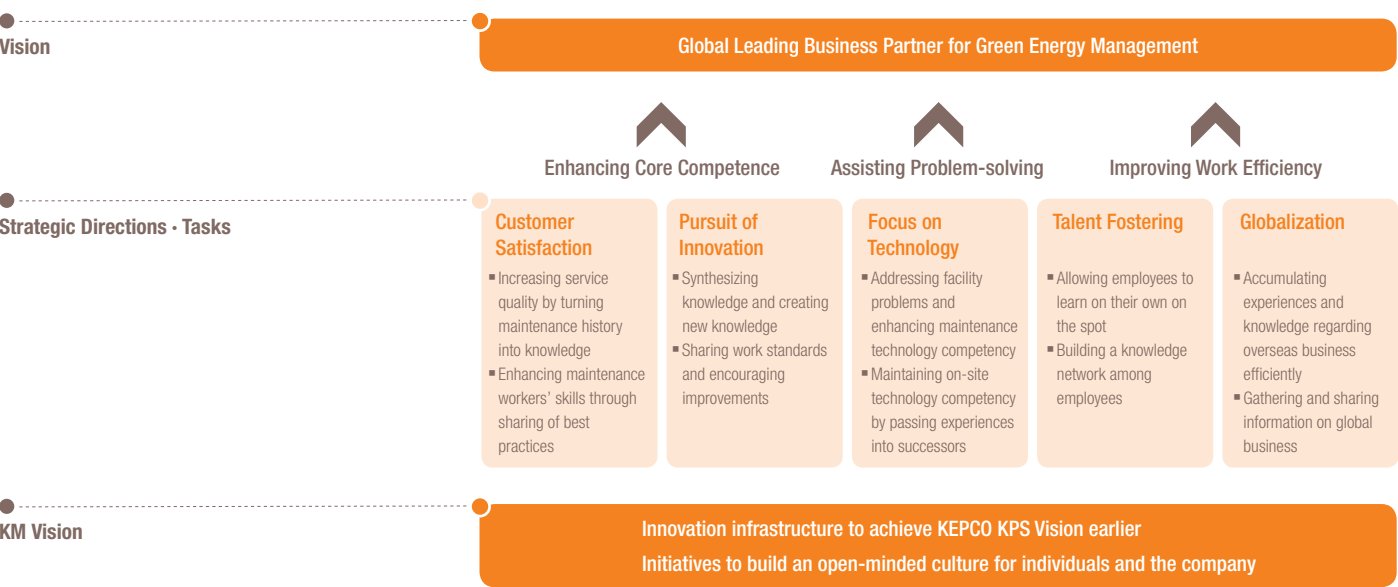 Vision
Global Leading Business Partner for Green Energy Management
Enhancing Core Competence
Assisting Problem-solving
Improving Work Efficiency
Strategic Directions · Tasks
Customer
Satisfaction
▪ Increasing service
quality by turning
maintenance history
into knowledge
▪ Enhancing maintenance
workers’ skills through
sharing of best
practices
Pursuit of
Innovation
▪ Synthesizing
knowledge and creating
new knowledge
▪ Sharing work standards
and encouraging
improvements
Focus on
Technology
▪ Addressing facility
problems and
enhancing maintenance
technology competency
▪ Maintaining on-site
technology competency
by passing experiences
into successors
Talent Fostering
▪ Allowing employees to
learn on their own on
the spot
▪ Building a knowledge
network among
employees
Globalization
▪ Accumulating
experiences and
knowledge regarding
overseas business
efficiently
▪ Gathering and sharing
information on global
business
KM Vision
Innovation infrastructure to achieve KEPCO KPS Vision earlier
Initiatives to build an open-minded culture for individuals and the company